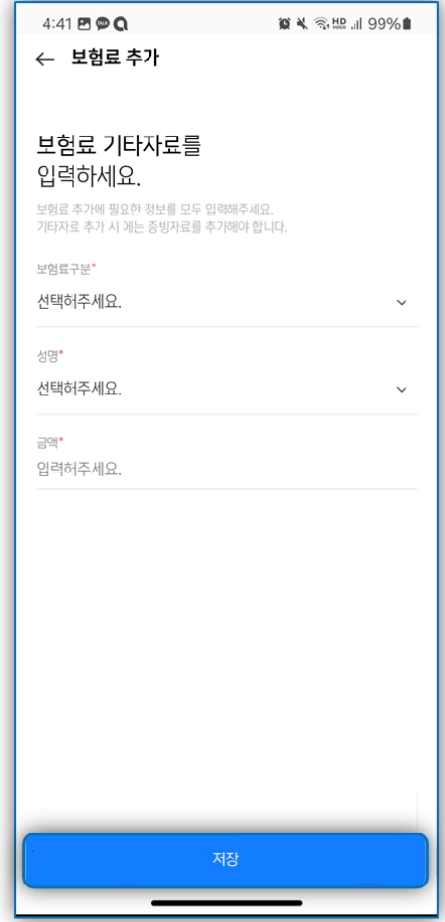 4:41 99%
← 보험료 추가
보험료 기타자료를
입력하세요.
보험료 추가에 필요한 정보를 모두 입력해주세요.
기타자료 추가 시 에는 증빙자료를 추가해야 합니다.
보험료구분*
선택허주세요.
성명*
선택허주세요.
금액*
입력허주세요.
저장